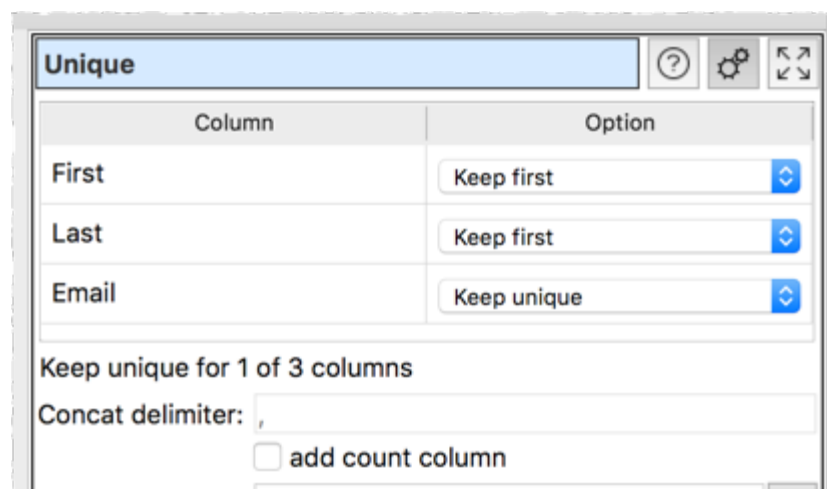 Unique
Column Option
First Keep first
Last Keep first
Email Keep unique
Keep unique for 1 of 3 columns
Concat delimiter: ,
add count column